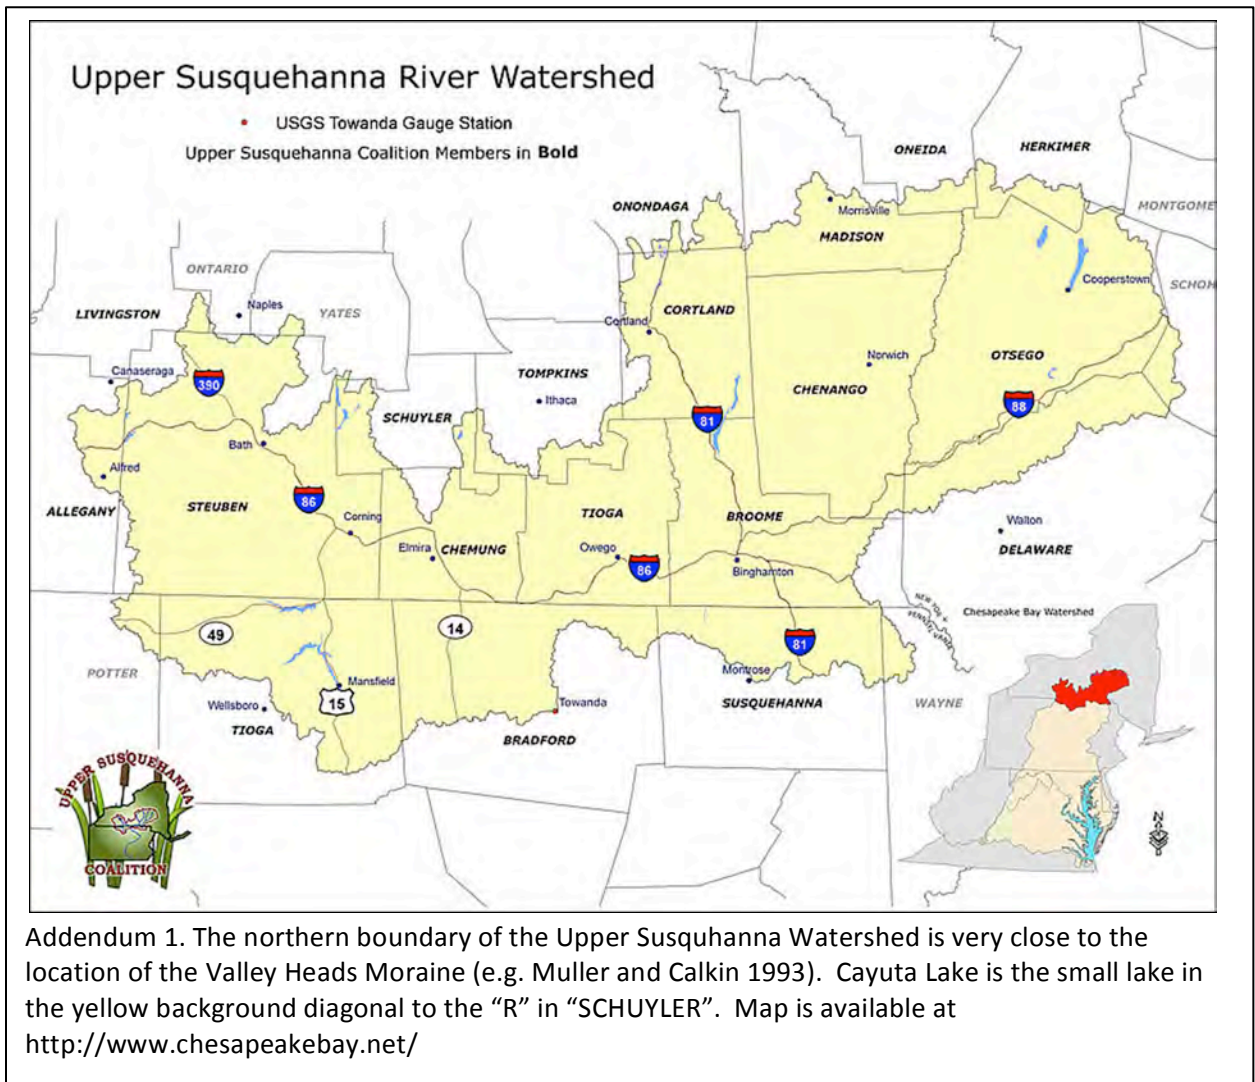 Upper Susquehanna River Watershed
USGS Towanda Gauge Station
Upper Susquehanna Coalition Members in Bold
ONEIDA
HERKIMER
ONONDAGA
MONTGOME
Morrisville
MADISON
ONTARIO
Cooperstown
SCHOH
Naples
LIVINGSTON
YATES
CORTLAND
Cortland
OTSEGO
Norwich
Canaseraga
TOMPKINS
390
CHENANGO
Ithaca
88
SCHUYLER
81
Bath
Alfred
86
STEUBEN
ALLEGANY
TIOGA
BROOME
Corning
Walton
Elmira
CHEMUNG
Owego
DELAWARE
86
Binghamton
NEW YORK
PENNSYLVANIA
Chesapeake Bay Watershed
49
14
81
POTTER
Montrose
Mansfield
15
Wellsboro
Towanda
SUSQUEHANNA
WAYNE
TIOGA
BRADFORD
UPPER SUSQUEHANNA
COALITION
N
Addendum 1. The northern boundary of the Upper Susquhanna Watershed is very close to the
location of the Valley Heads Moraine (e.g. Muller and Calkin 1993). Cayuta Lake is the small lake in
the yellow background diagonal to the “R” in “SCHUYLER”. Map is available at
http://www.chesapeakebay.net/